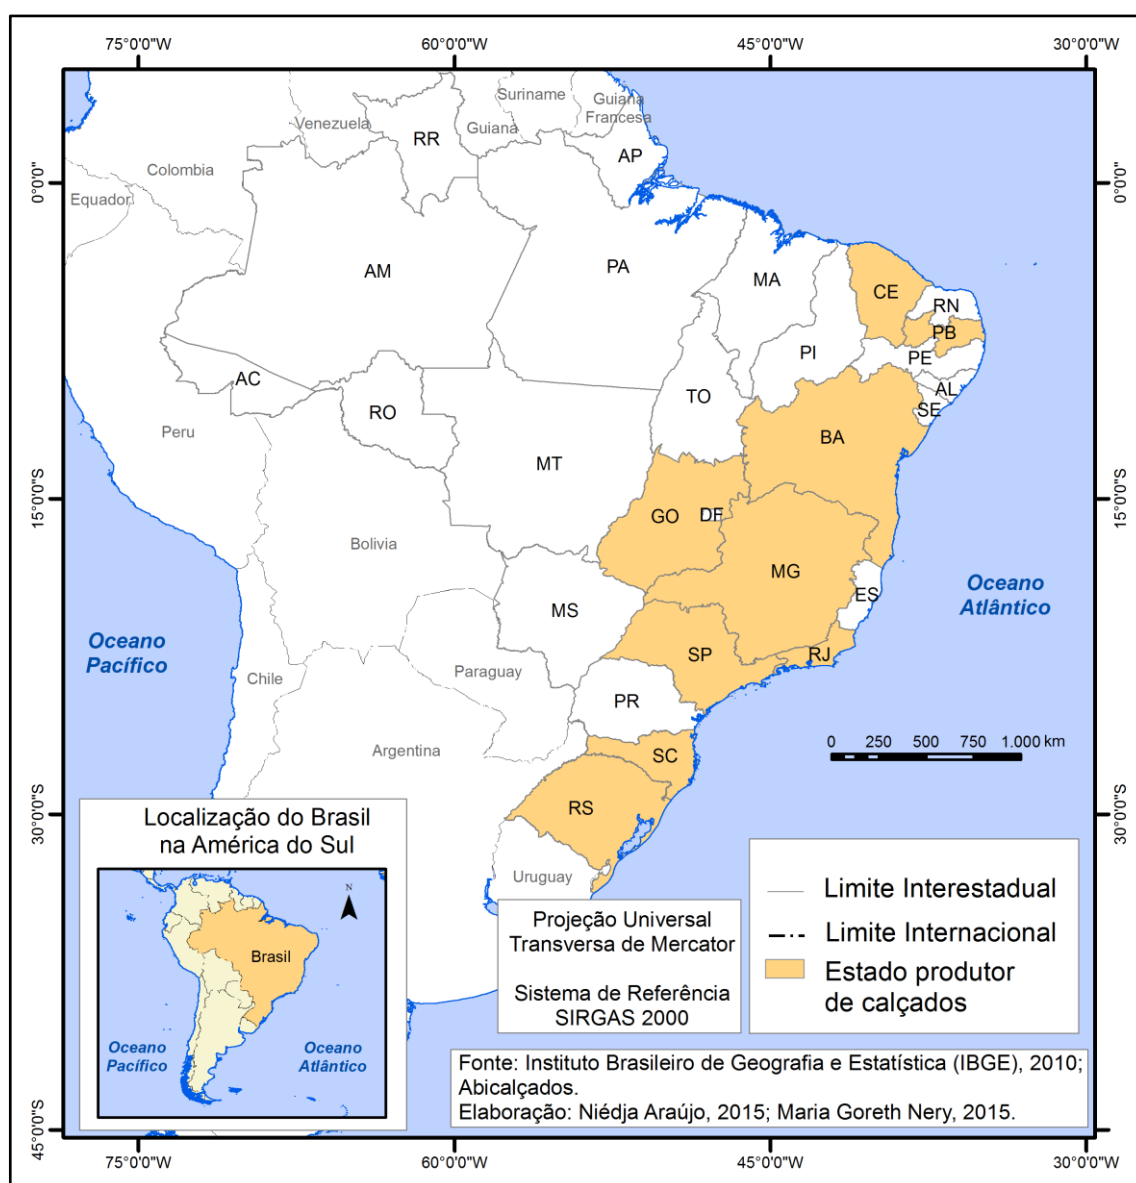 75°0'0"W
60°0'0"W
45°0'0"W
30°0'0"W
Suriname
Guiana
Francesa
Venezuela
Guiana
RR
AP
Colombia
0°0'0"
0°0'0"
Equador
AM
PA
MA
CE
RN
PB
PI
PE
AC
AL
TO
SE
RO
Peru
BA
MT
15°0'0"S
15°0'0"S
GO
DF
Bolivia
MG
ES
Oceano
Atlântico
MS
Oceano
Pacífico
SP
RJ
Paraguay
Chile
PR
Argentina
SC
0 250 500 750 1.000 km
RS
30°0'0"S
30°0'0"S
Uruguay
Localização do Brasil
na América do Sul
N
Brasil
Oceano
Pacífico
Oceano
Atlântico
Projeção Universal
Transversa de Mercator
Sistema de Referência
SIRGAS 2000
Limite Interestadual
Limite Internacional
Estado produtor
de calçados
Fonte: Instituto Brasileiro de Geografia e Estatística (IBGE), 2010;
Abicalçados.
Elaboração: Niédja Araújo, 2015; Maria Goreth Nery, 2015.
45°0'0"S
45°0'0"S
75°0'0"W
60°0'0"W
45°0'0"W
30°0'0"W